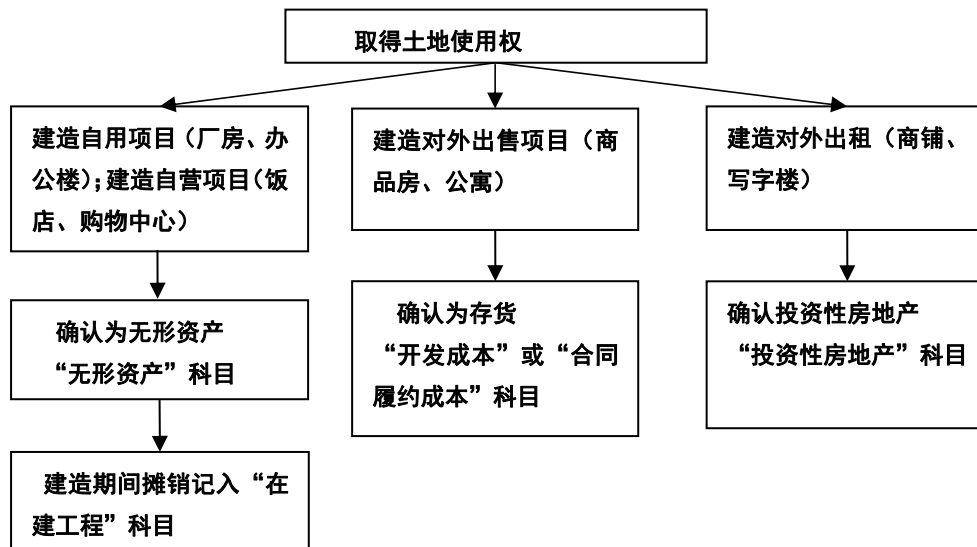 取得土地使用权
建造自用项目（厂房、办
公楼）；建造自营项目（饭
店、购物中心）
建造对外出售项目（商
品房、公寓）
建造对外出租（商铺、
写字楼）
确认为无形资产
“无形资产”科目
确认为存货
“开发成本”或“合同
履约成本”科目
确认投资性房地产
“投资性房地产”科目
建造期间摊销记入“在
建工程”科目